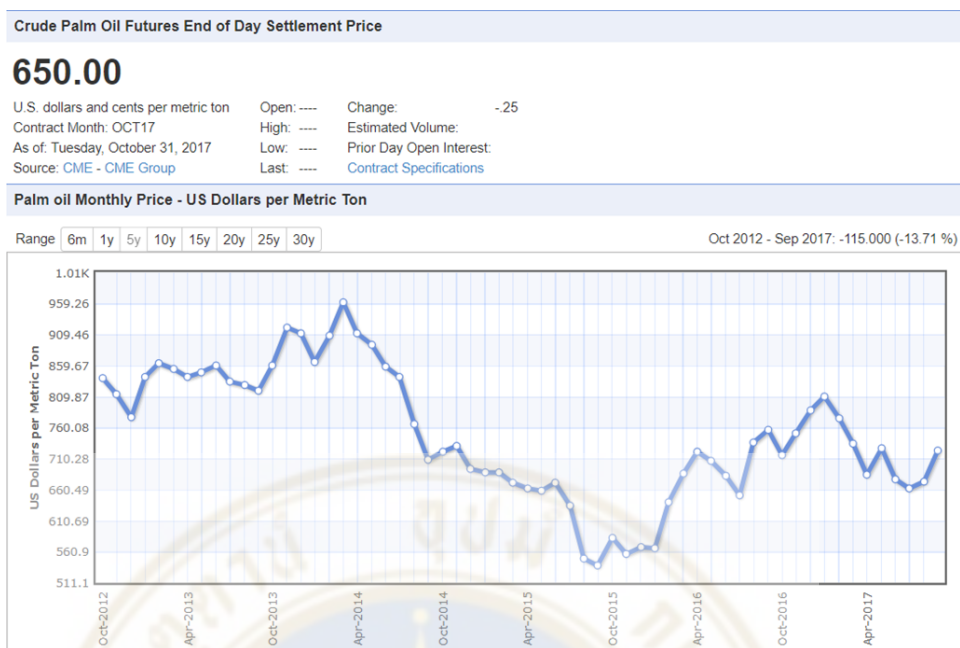 Crude Palm Oil Futures End of Day Settlement Price
650.00
U.S. dollars and cents per metric ton Open: ---- Change: -.25
Contract Month: OCT17 High: ---- Estimated Volume:
As of: Tuesday, October 31, 2017 Low: ---- Prior Day Open Interest:
Source: CME - CME Group Last: ---- Contract Specifications
Palm oil Monthly Price - US Dollars per Metric Ton
Range 6m 1y 5y 10y 15y 20y 25y 30y Oct 2012 - Sep 2017: -115.000 (-13.71 %)
1.01K
959.26
909.46
859.67
809.87
760.08
710.28
660.49
610.69
560.9
511.1
US Dollars per Metric Ton
Oct-2012 Apr-2013 Oct-2013 Apr-2014 Oct-2014 Apr-2015 Oct-2015 Apr-2016 Oct-2016 Apr-2017